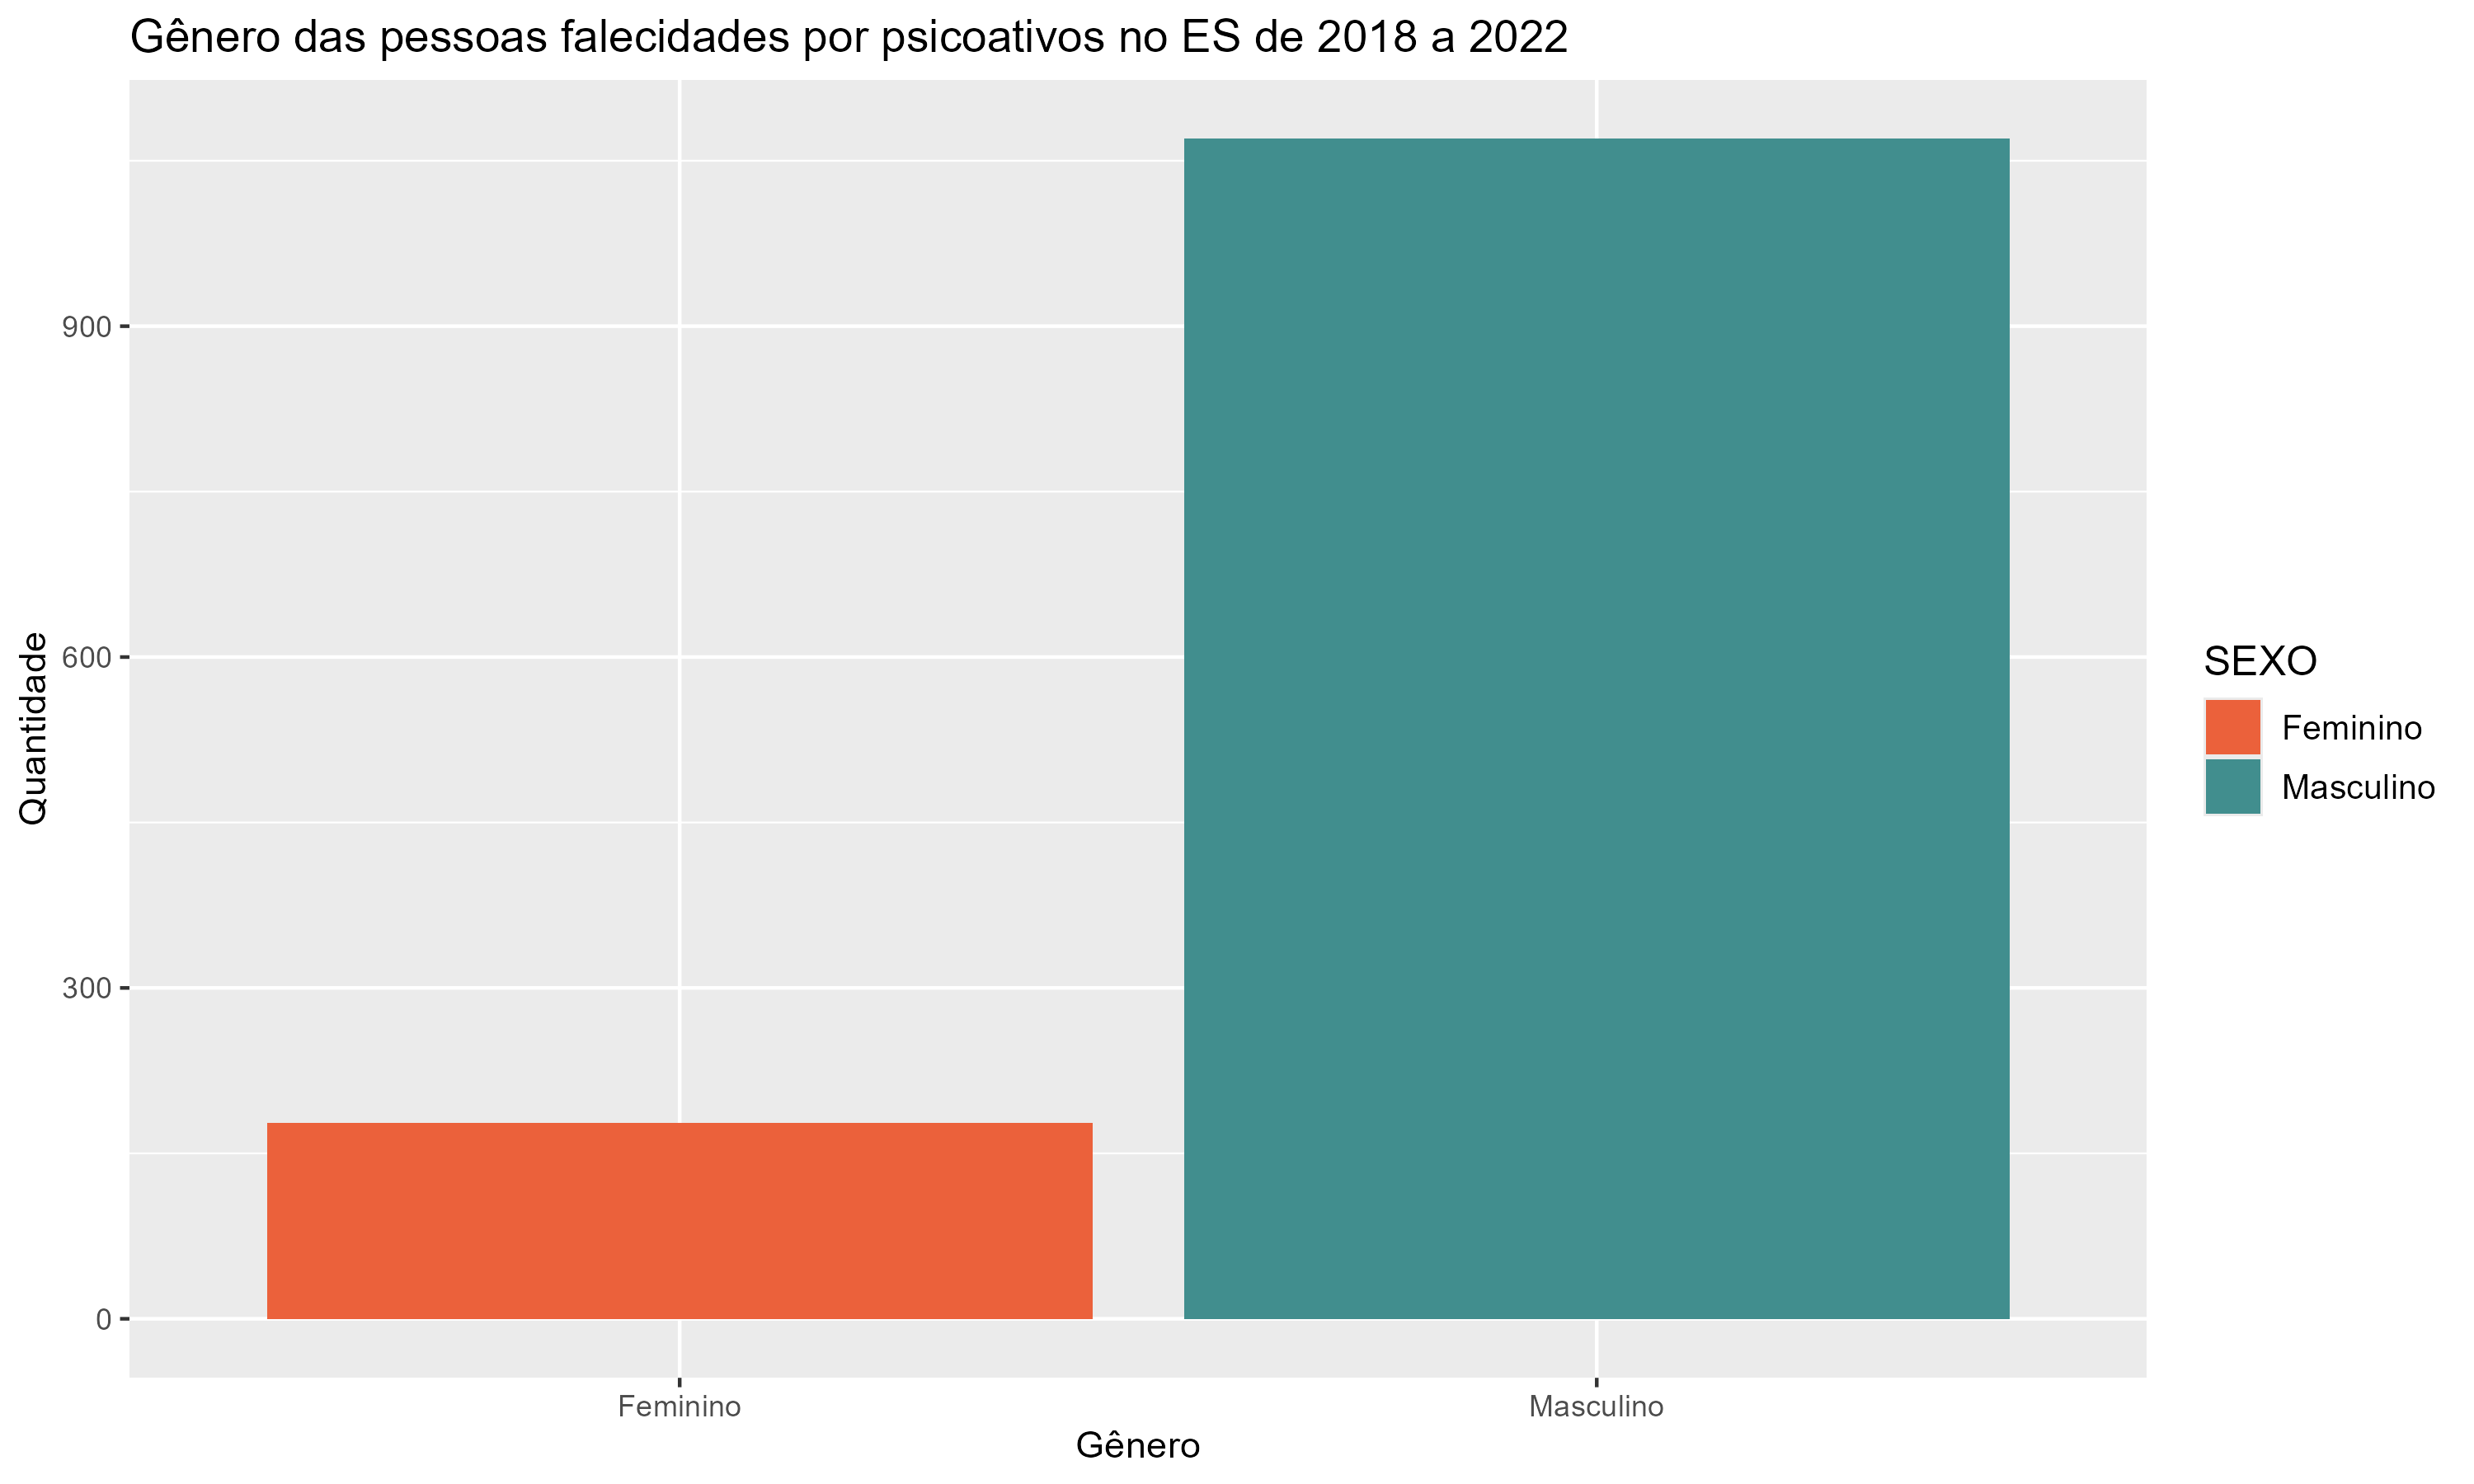 Gênero das pessoas falecidades por psicoativos no ES de 2018 a 2022
900
600
300
0
Quantidade
Feminino
Masculino
Gênero
SEXO
Feminino
Masculino